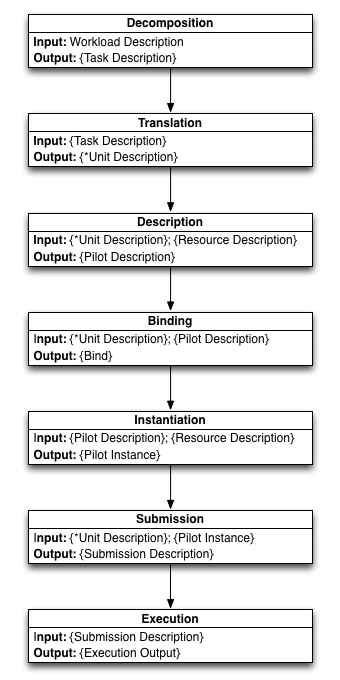 Decomposition
Input: Workload Description
Output: {Task Description}
Translation
Input: {Task Description}
Output: {*Unit Description}
Description
Input: {*Unit Description}; {Resource Description}
Output: {Pilot Description}
Binding
Input: {*Unit Description}; {Pilot Description}
Output: {Bind}
Instantiation
Input: {Pilot Description}; {Resource Description}
Output: {Pilot Instance}
Submission
Input: {*Unit Description}; {Pilot Instance}
Output: {Submission Description}
Execution
Input: {Submission Description}
Output: {Execution Output}